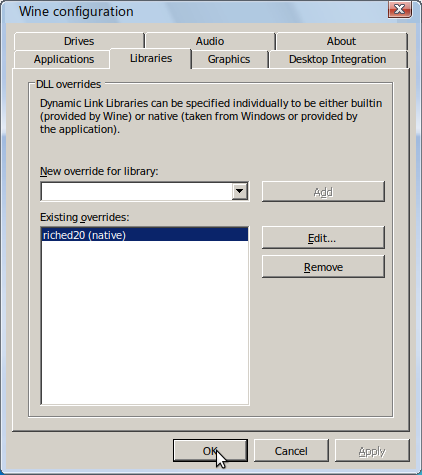 Wine configuration
Drives
Audio
About
Applications
Libraries
Graphics
Desktop Integration
DLL overrides
Dynamic Link Libraries can be specified individually to be either builtin
(provided by Wine) or native (taken from Windows or provided by
the application).
New override for library:
Add
Existing overrides:
riched20 (native)
Edit...
Remove
OK
Cancel
Apply